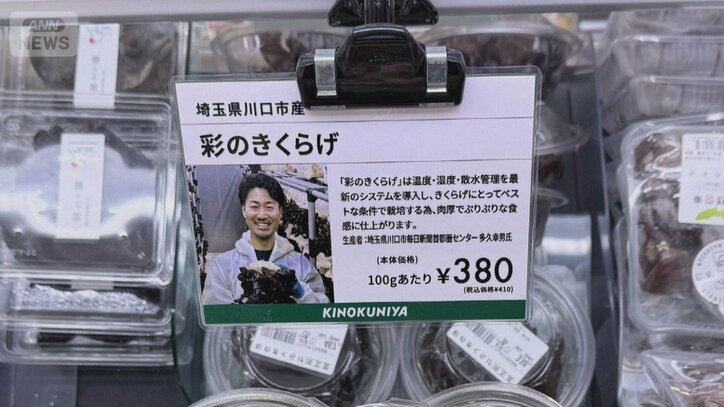 ANN
NEWS
埼玉県川口市産
彩のきくらげ
「彩のきくらげ」は温度・湿度・散水管理を最
新のシステムを導入し、きくらげにとってベス
トな条件で栽培する為、肉厚でぷりぷりな食
感に仕上がります。
生産者:埼玉県川口市毎日新聞首都圏センター 多久幸男氏
(本体価格)
100gあたり ¥380
(税込価格¥410)
KINOKUNIYA